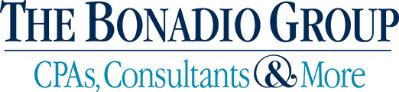 THE BONADIO GROUP
CPAs, Consultants & More